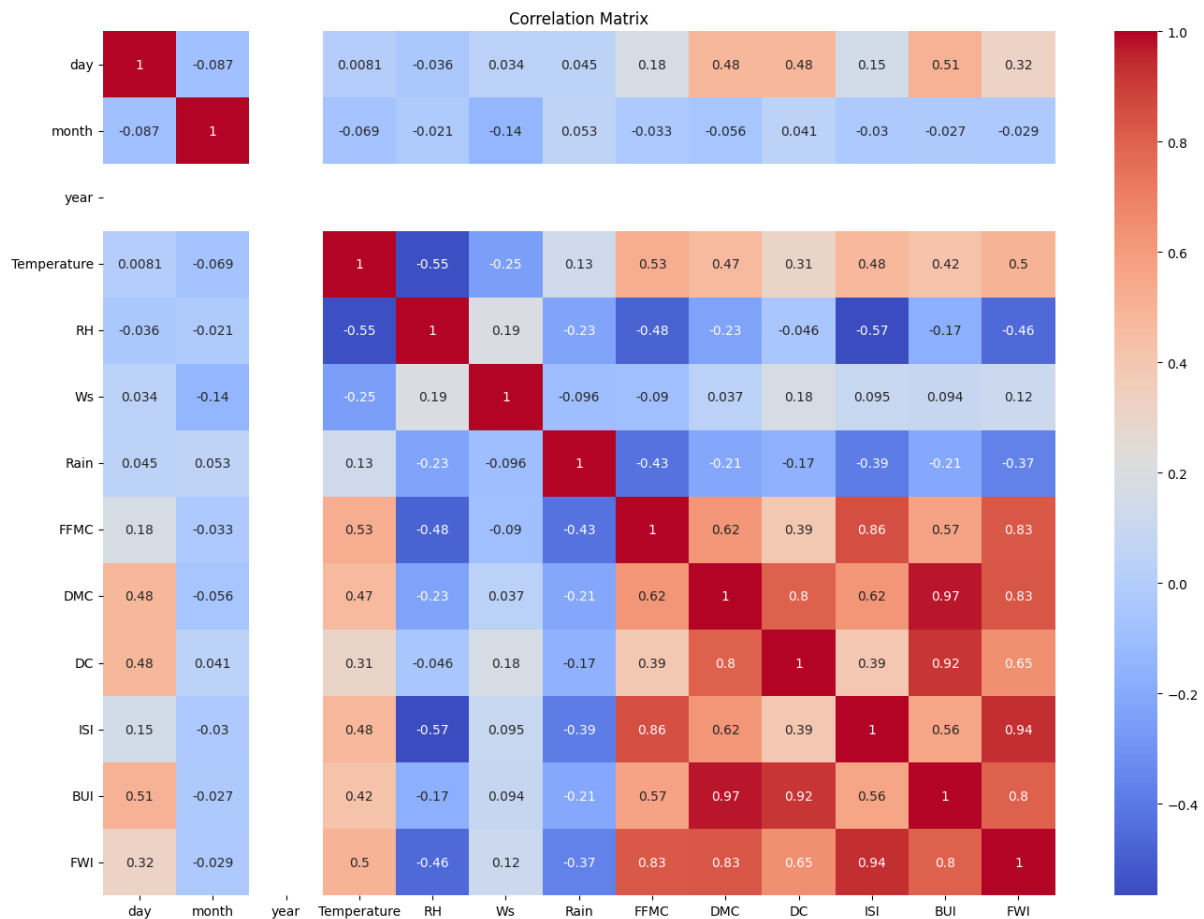 Correlation Matrix
day 1 -0.087 0.0081 -0.036 0.034 0.045 0.18 0.48 0.48 0.15 0.51 0.32
month -0.087 1 -0.069 -0.021 -0.14 0.053 -0.033 -0.056 0.041 -0.03 -0.027 -0.029
year
Temperature 0.0081 -0.069 1 -0.55 -0.25 0.13 0.53 0.47 0.31 0.48 0.42 0.5
RH -0.036 -0.021 -0.55 1 0.19 -0.23 -0.48 -0.23 -0.046 -0.57 -0.17 -0.46
Ws 0.034 -0.14 -0.25 0.19 1 -0.096 -0.09 0.037 0.18 0.095 0.094 0.12
Rain 0.045 0.053 0.13 -0.23 -0.096 1 -0.43 -0.21 -0.17 -0.39 -0.21 -0.37
FFMC 0.18 -0.033 0.53 -0.48 -0.09 -0.43 1 0.62 0.39 0.86 0.57 0.83
DMC 0.48 -0.056 0.47 -0.23 0.037 -0.21 0.62 1 0.8 0.62 0.97 0.83
DC 0.48 0.041 0.31 -0.046 0.18 -0.17 0.39 0.8 1 0.39 0.92 0.65
ISI 0.15 -0.03 0.48 -0.57 0.095 -0.39 0.86 0.62 0.39 1 0.56 0.94
BUI 0.51 -0.027 0.42 -0.17 0.094 -0.21 0.57 0.97 0.92 0.56 1 0.8
FWI 0.32 -0.029 0.5 -0.46 0.12 -0.37 0.83 0.83 0.65 0.94 0.8 1
day month year Temperature RH Ws Rain FFMC DMC DC ISI BUI FWI
1.0
0.8
0.6
0.4
0.2
0.0
−0.2
−0.4